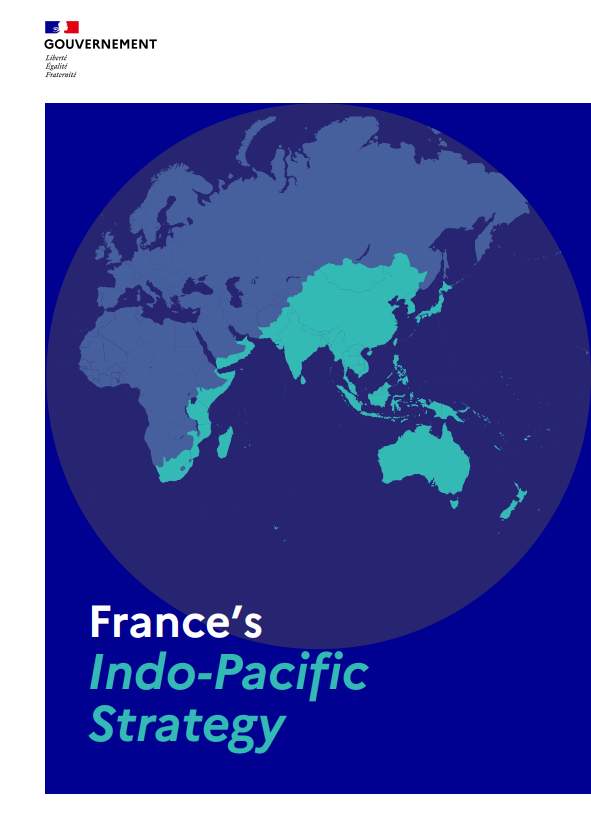 GOUVERNEMENT
Liberté
Égalité
Fraternité
France’s
Indo-Pacific
Strategy